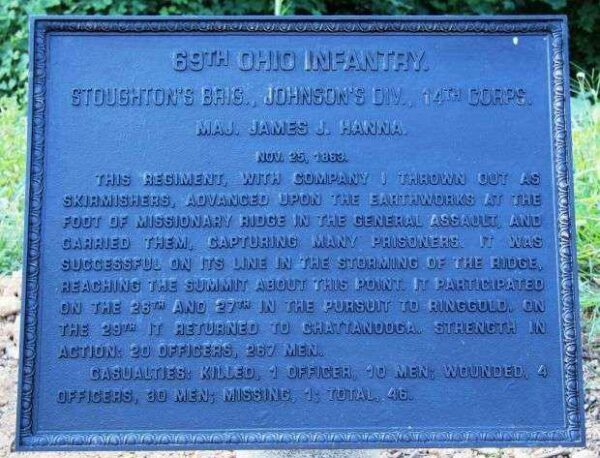 69TH OHIO INFANTRY.
STOUGHTON'S BRIG., JOHNSON'S DIV., 14TH CORPS.
MAJ. JAMES J. HANNA.
NOV. 25, 1863.
THIS REGIMENT, WITH COMPANY I THROWN OUT AS
SKIRMISHERS, ADVANCED UPON THE EARTHWORKS AT THE
FOOT OF MISSIONARY RIDGE IN THE GENERAL ASSAULT, AND
CARRIED THEM, CAPTURING MANY PRISONERS. IT WAS
SUCCESSFUL ON ITS LINE IN THE STORMING OF THE RIDGE,
REACHING THE SUMMIT ABOUT THIS POINT. IT PARTICIPATED
ON THE 26TH AND 27TH IN THE PURSUIT TO RINGGOLD. ON
THE 29TH IT RETURNED TO CHATTANOOGA. STRENGTH IN
ACTION: 20 OFFICERS, 267 MEN.
CASUALTIES: KILLED, 1 OFFICER, 10 MEN; WOUNDED, 4
OFFICERS, 30 MEN; MISSING, 1; TOTAL, 46.